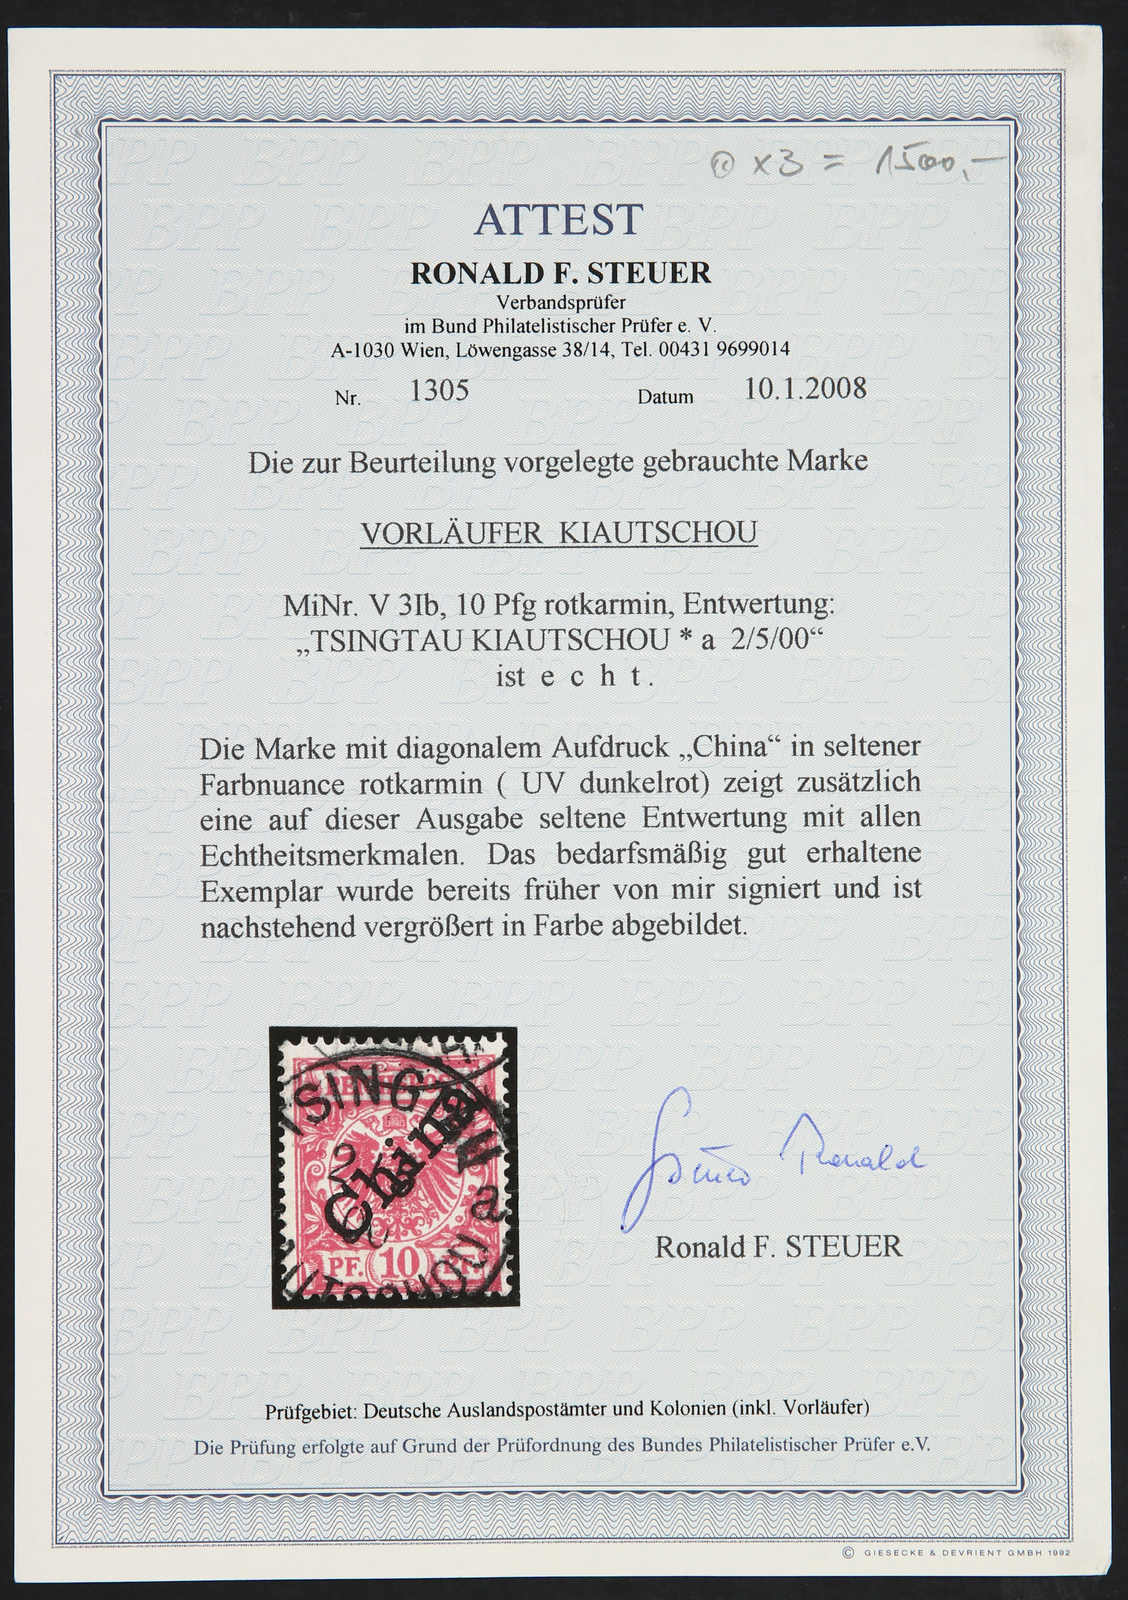 x3 = 1500,-
ATTEST
RONALD F. STEUER
Verbandsprüfer
im Bund Philatelistischer Prüfer e. V.
A-1030 Wien, Löwengasse 38/14, Tel. 00431 9699014
Nr. 1305 Datum 10.1.2008
Die zur Beurteilung vorgelegte gebrauchte Marke
VORLÄUFER KIAUTSCHOU
MiNr. V 3Ib, 10 Pfg rotkarmin, Entwertung:
„TSINGTAU KIAUTSCHOU * a 2/5/00“
ist e c h t .
Die Marke mit diagonalem Aufdruck „China“ in seltener
Farbnuance rotkarmin ( UV dunkelrot) zeigt zusätzlich
eine auf dieser Ausgabe seltene Entwertung mit allen
Echtheitsmerkmalen. Das bedarfsmäßig gut erhaltene
Exemplar wurde bereits früher von mir signiert und ist
nachstehend vergrößert in Farbe abgebildet.
China
PF. 10 PF.
a
Ronald
Ronald F. STEUER
Prüfgebiet: Deutsche Auslandspostämter und Kolonien (inkl. Vorläufer)
Die Prüfung erfolgte auf Grund der Prüfordnung des Bundes Philatelistischer Prüfer e.V.
© GIESECKE & DEVRIENT GMBH 1992